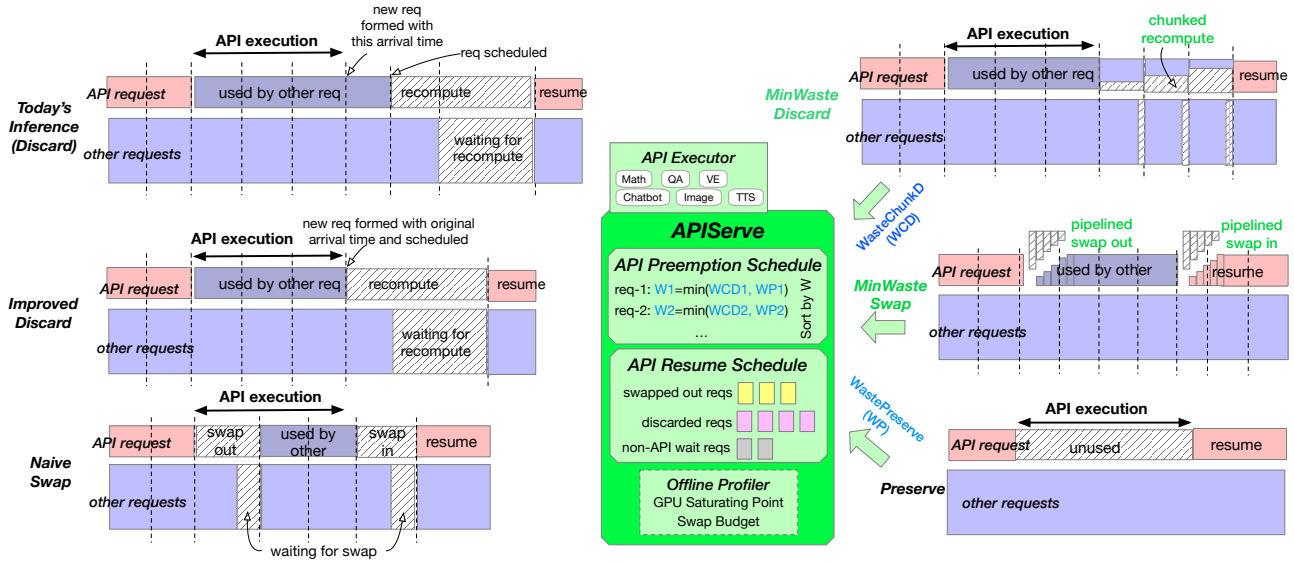 new req
formed with
this arrival time
API execution
req scheduled
API request
used by other req
recompute
resume
Today's
Inference
(Discard)
other requests
waiting for
recompute
new req formed with original
arrival time and scheduled
API execution
API request
used by other req
recompute
resume
Improved
Discard
other requests
waiting for
recompute
API execution
API request
swap
out
used by
other
swap
in
resume
Naive
Swap
other requests
waiting for swap
API Executor
Math
QA
VE
Chatbot
Image
TTS
APIServe
API Preemption Schedule
req-1: W1=min(WCD1, WP1)
req-2: W2=min(WCD2, WP2)
...
Sort by W
API Resume Schedule
swapped out reqs
discarded reqs
non-API wait reqs
Offline Profiler
GPU Saturating Point
Swap Budget
WasteChunkD
(WCD)
WastePreserve
(WP)
chunked
recompute
API execution
API request
used by other req
resume
MinWaste
Discard
other requests
pipelined
swap out
pipelined
swap in
API request
used by other
resume
MinWaste
Swap
other requests
API execution
API request
unused
resume
Preserve
other requests